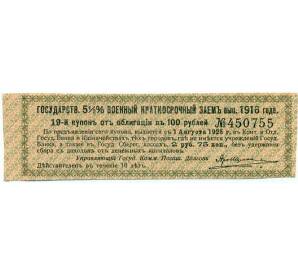 ГОСУДАРСТВ. 5½% ВОЕННЫЙ КРАТКОСРОЧНЫЙ ЗАЕМЪ вып. 1916 года.
19-й купонъ отъ облигаціи въ 100 рублей №450755
По предъявленіи сего купона, выдается съ 1 Августа 1925 г. въ Конт. и Отд.
Госуд. Банка и Казначействахъ тѣхъ городовъ, гдѣ не имѣется учрежденій Госуд.
Банка, а также въ Госуд. Сберег. кассахъ, 2 руб. 75 коп., безъ удержанія
сбора съ доходовъ отъ денежныхъ капиталовъ.
Управляющій Госуд. Комм. Погаш. Долговъ
Дѣйствителенъ въ теченіе 10 лѣтъ.